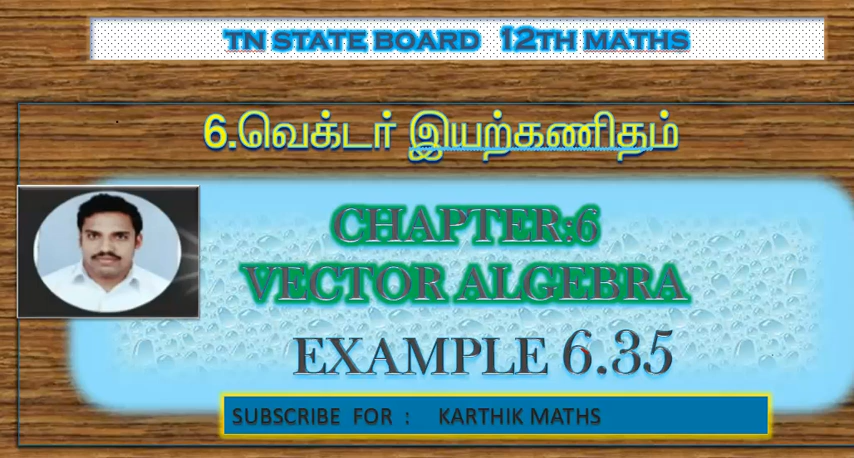 TN STATE BOARD 12TH MATHS
6.வெக்டர் இயற்கணிதம்
CHAPTER:6
VECTOR ALGEBRA
EXAMPLE 6.35
SUBSCRIBE FOR : KARTHIK MATHS